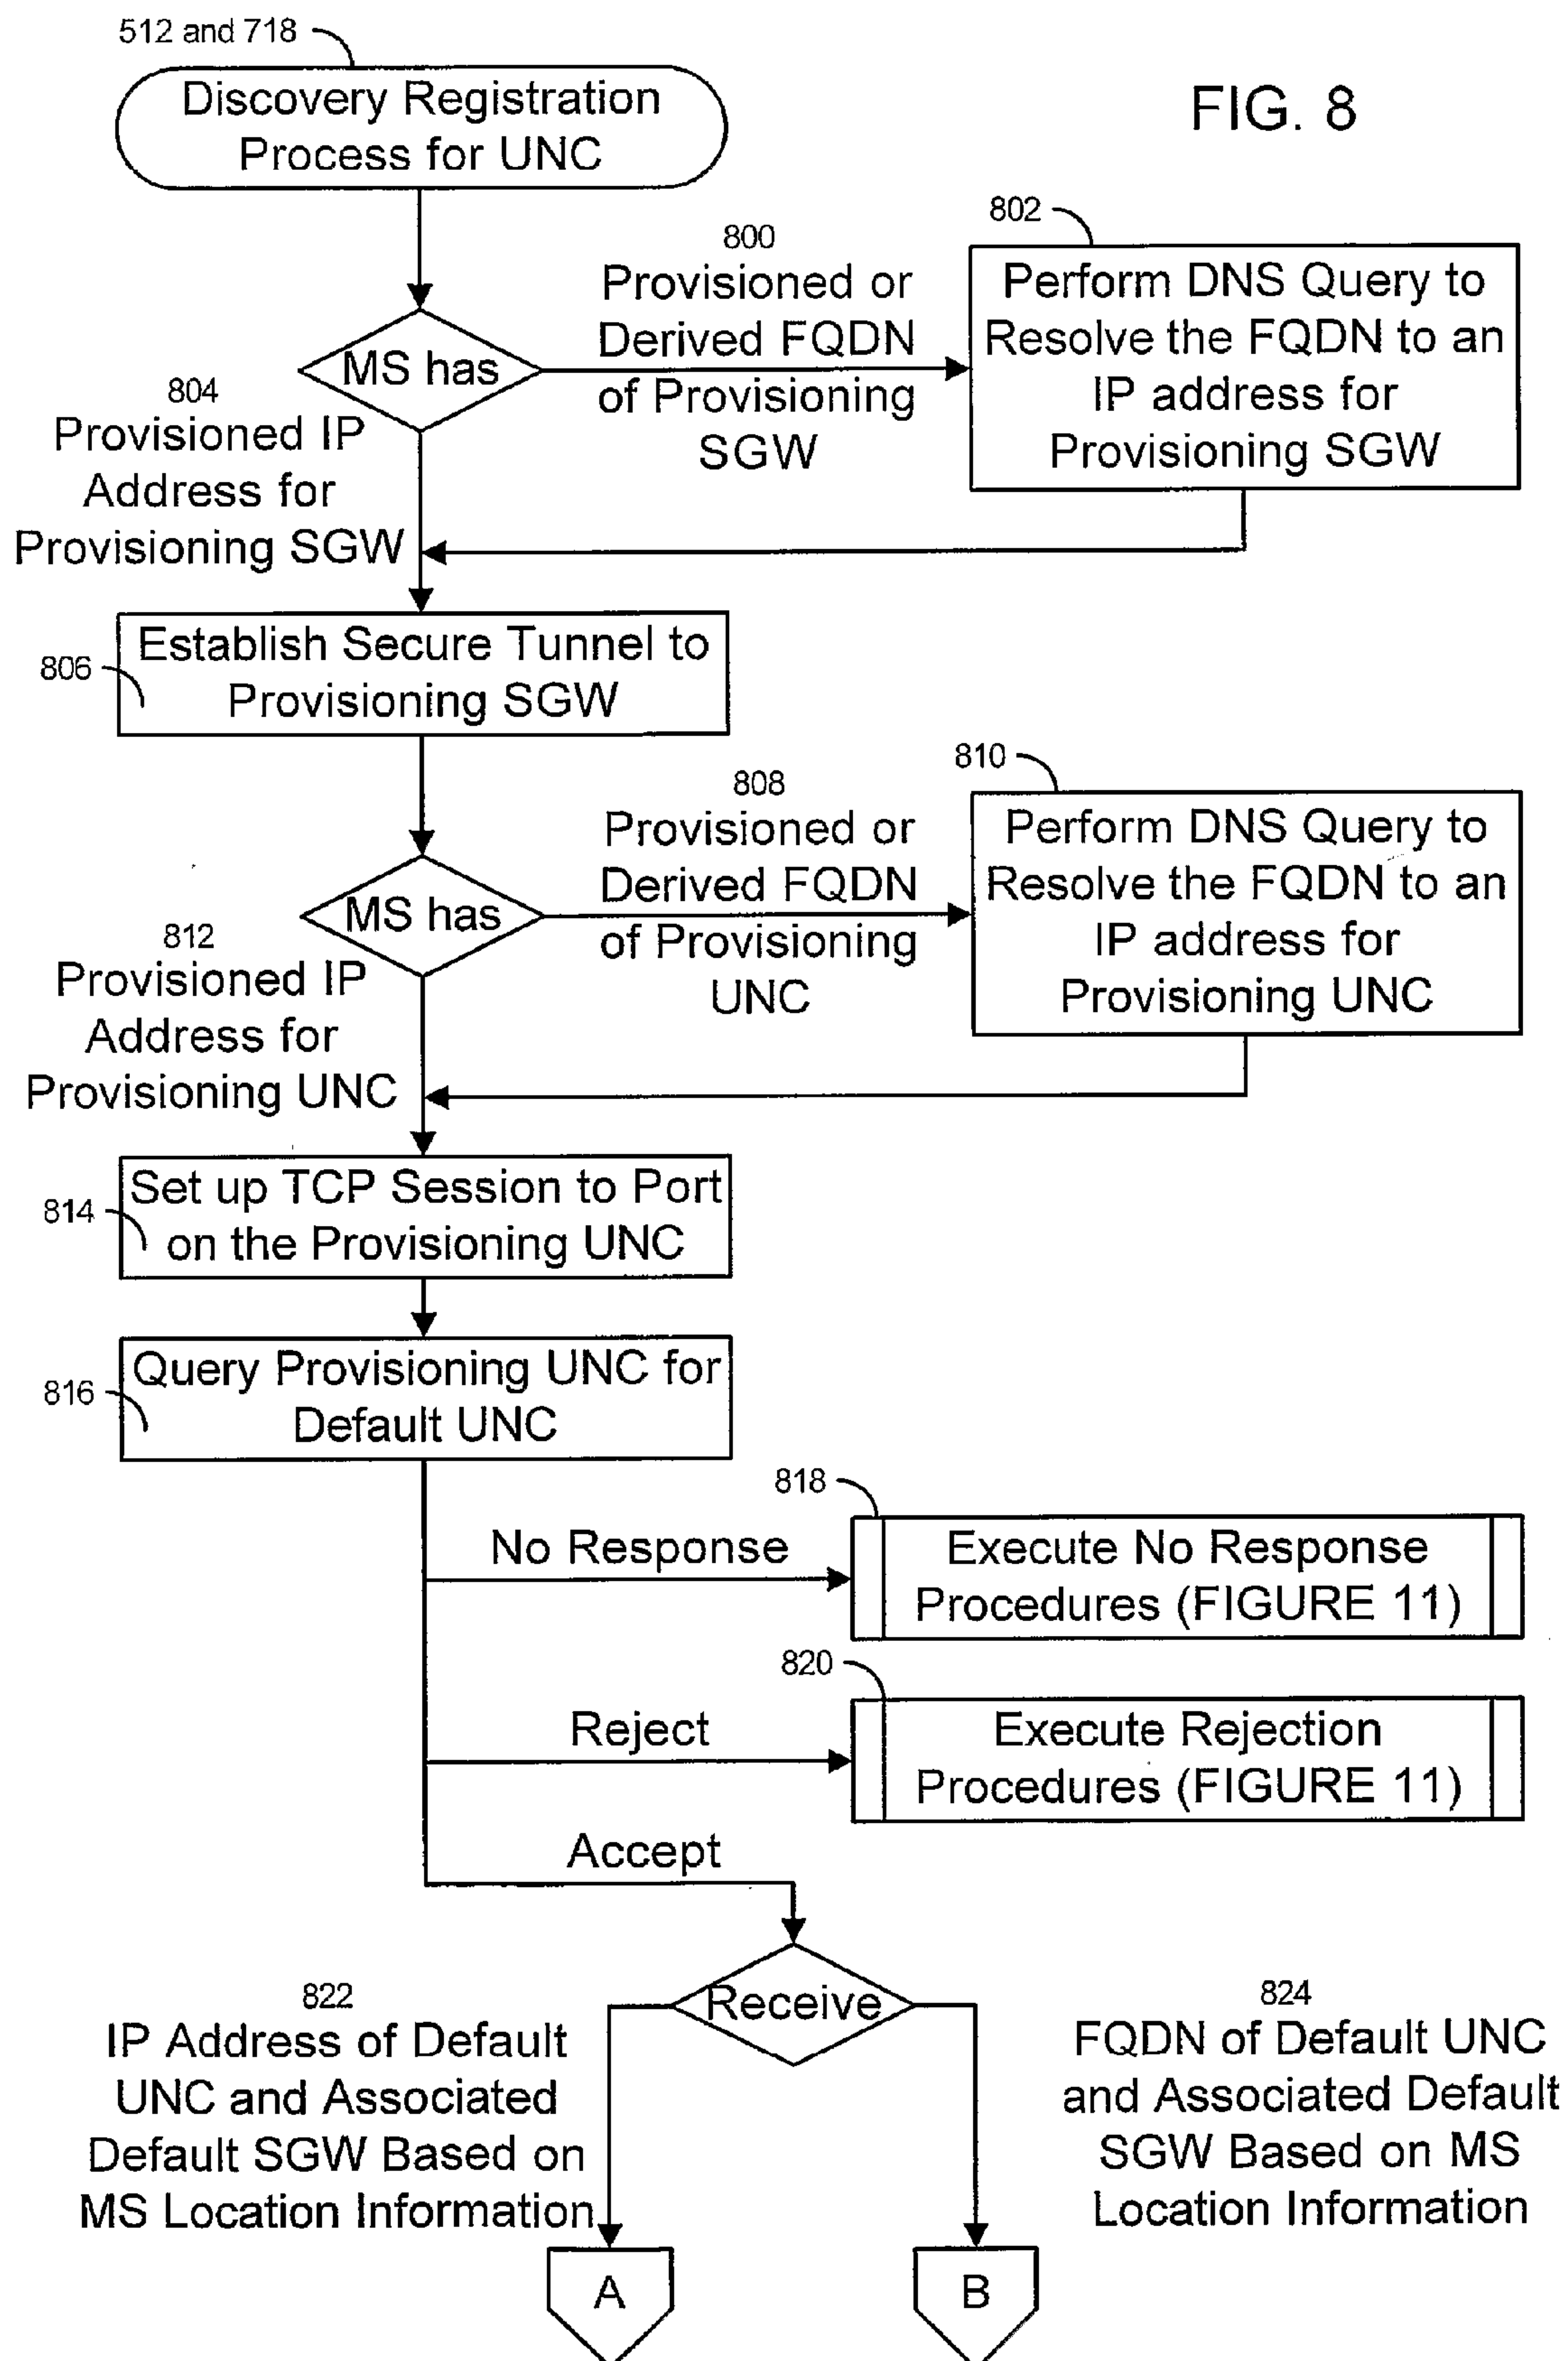 512 and 718
Discovery Registration
Process for UNC
FIG. 8
MS has
800
Provisioned or
Derived FQDN
of Provisioning
SGW
802
Perform DNS Query to
Resolve the FQDN to an
IP address for
Provisioning SGW
804
Provisioned IP
Address for
Provisioning SGW
806
Establish Secure Tunnel to
Provisioning SGW
MS has
808
Provisioned or
Derived FQDN
of Provisioning
UNC
810
Perform DNS Query to
Resolve the FQDN to an
IP address for
Provisioning UNC
812
Provisioned IP
Address for
Provisioning UNC
814
Set up TCP Session to Port
on the Provisioning UNC
816
Query Provisioning UNC for
Default UNC
No Response
818
Execute No Response
Procedures (FIGURE 11)
Reject
820
Execute Rejection
Procedures (FIGURE 11)
Accept
Receive
822
IP Address of Default
UNC and Associated
Default SGW Based on
MS Location Information
824
FQDN of Default UNC
and Associated Default
SGW Based on MS
Location Information
A
B